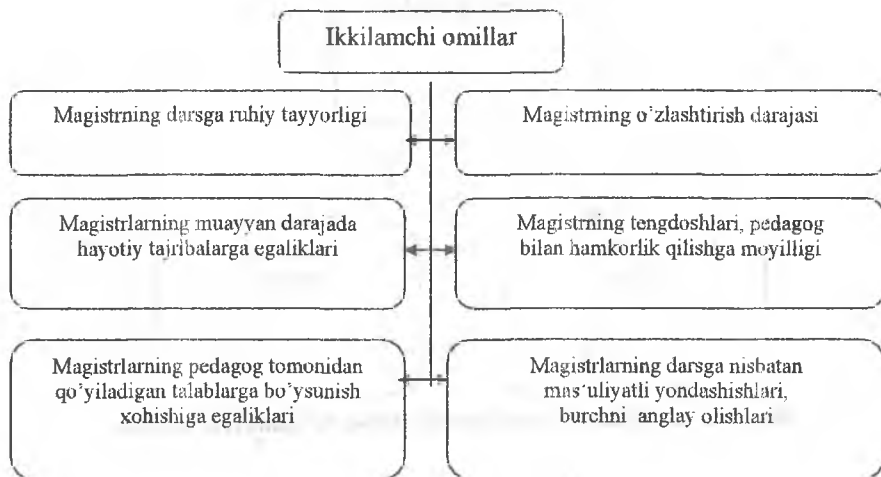 Ikkilamchi omillar
Magistrning darsga ruhiy tayyorligi
Magistrning o'zlashtirish darajasi
Magistrlarning muayyan darajada
hayotiy tajribalarga egaliklari
Magistrning tengdoshlari, pedagog
bilan hamkorlik qilishga moyilligi
Magistrlarning pedagog tomonidan
qo'yiladigan talablarga bo'ysunish
xohishiga egaliklari
Magistrlarning darsga nisbatan
mas'uliyatli yondashishlari,
burchni anglay olishlari